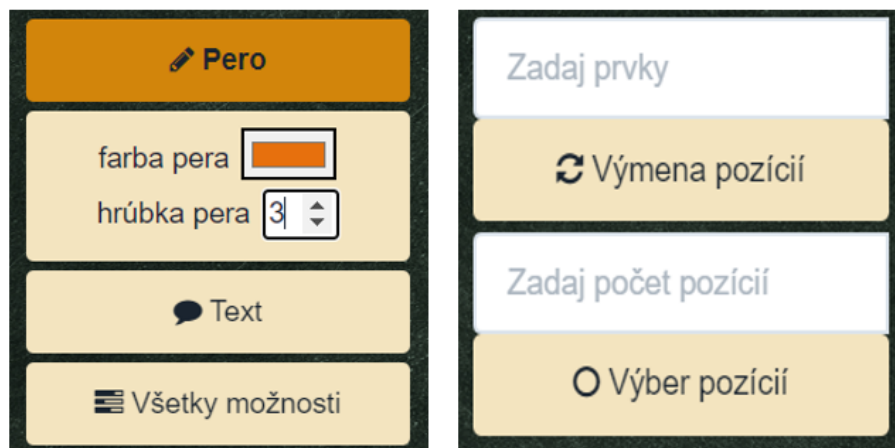 Pero
farba pera
hrúbka pera 3
Text
Všetky možnosti
Zadaj prvky
Výmena pozícií
Zadaj počet pozícií
Výber pozícií